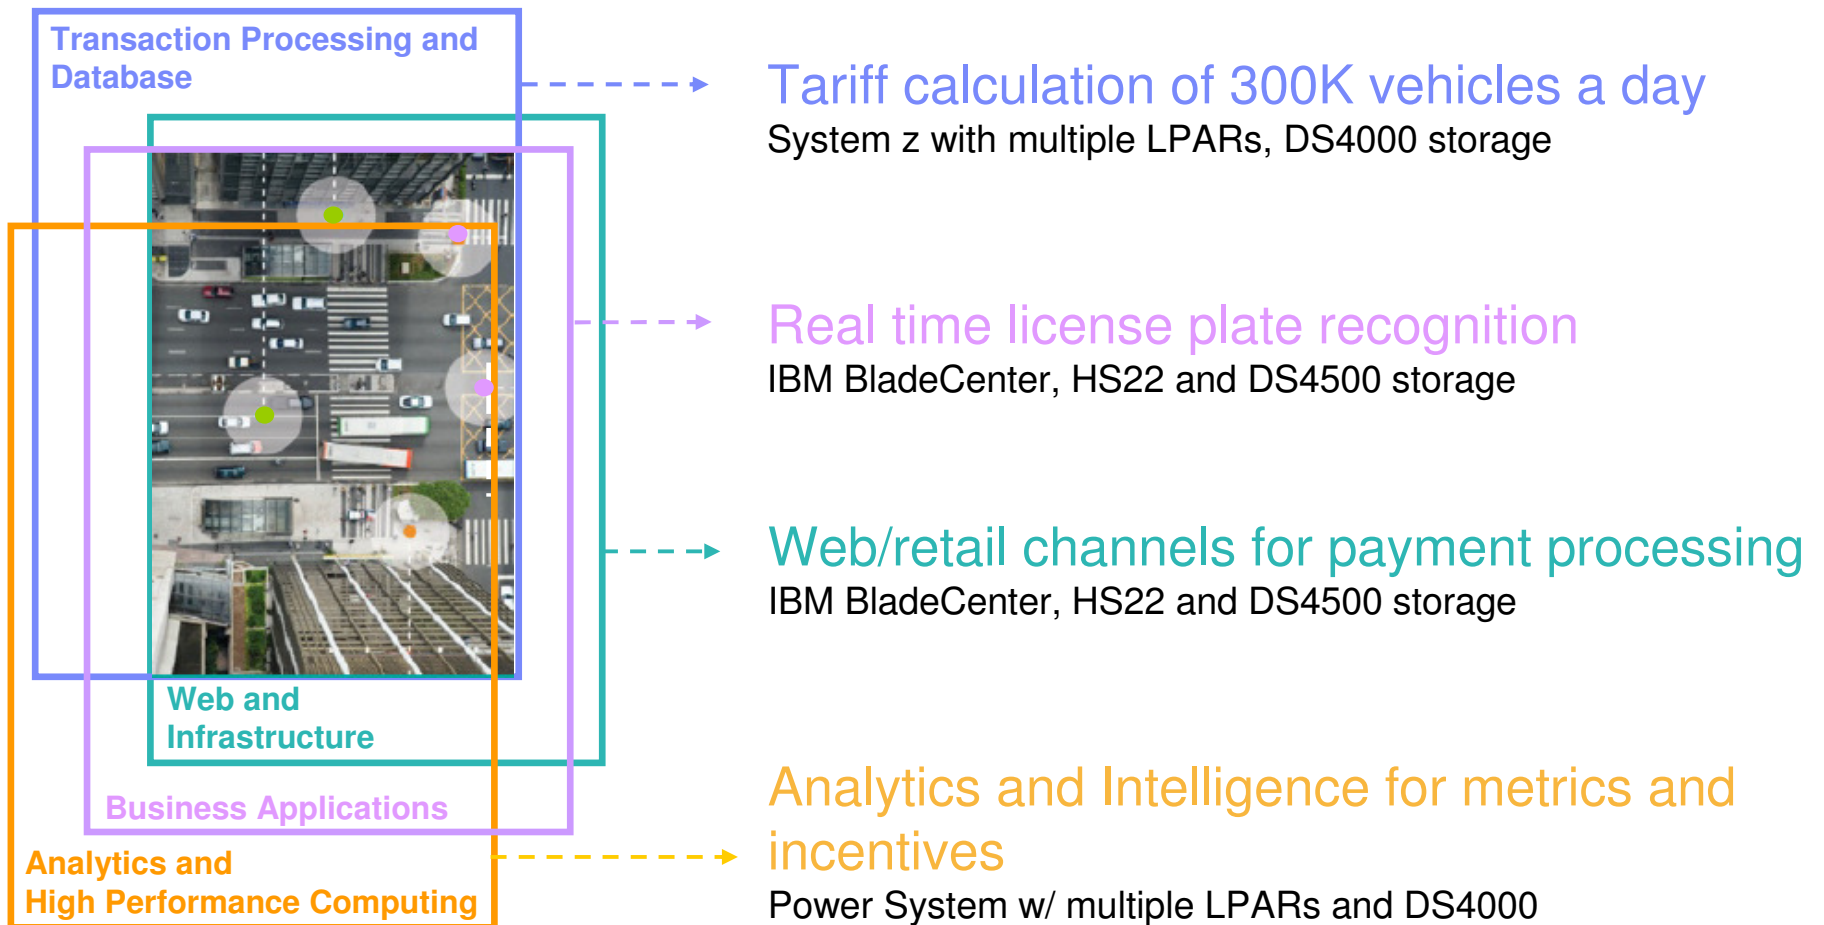 Transaction Processing and
Database
Tariff calculation of 300K vehicles a day
System z with multiple LPARs, DS4000 storage
Real time license plate recognition
IBM BladeCenter, HS22 and DS4500 storage
Web/retail channels for payment processing
IBM BladeCenter, HS22 and DS4500 storage
Web and
Infrastructure
Business Applications
Analytics and
High Performance Computing
Analytics and Intelligence for metrics and
incentives
Power System w/ multiple LPARs and DS4000